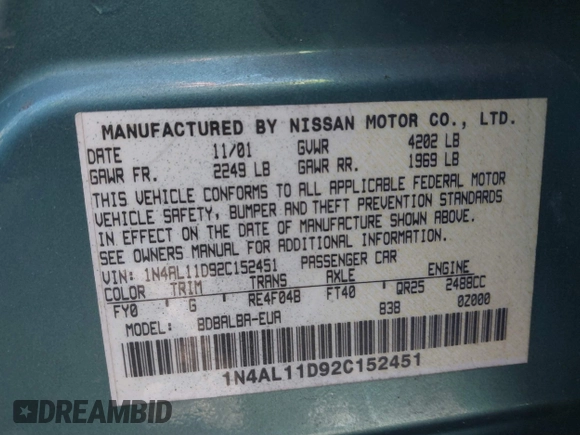 MANUFACTURED BY NISSAN MOTOR CO., LTD.
DATE 11/01 GVWR 4202 LB
GAWR FR. 2249 LB GAWR RR. 1969 LB
THIS VEHICLE CONFORMS TO ALL APPLICABLE FEDERAL MOTOR
VEHICLE SAFETY, BUMPER AND THEFT PREVENTION STANDARDS
IN EFFECT ON THE DATE OF MANUFACTURE SHOWN ABOVE.
SEE OWNERS MANUAL FOR ADDITIONAL INFORMATION.
VIN: 1N4AL11D92C152451 PASSENGER CAR
COLOR TRIM TRANS AXLE ENGINE
FY0 G RE4F04B FT40 QR25 2488CC
MODEL: BDBALBA-EUA B3B 0Z000
1N4AL11D92C152451
DREAMBID